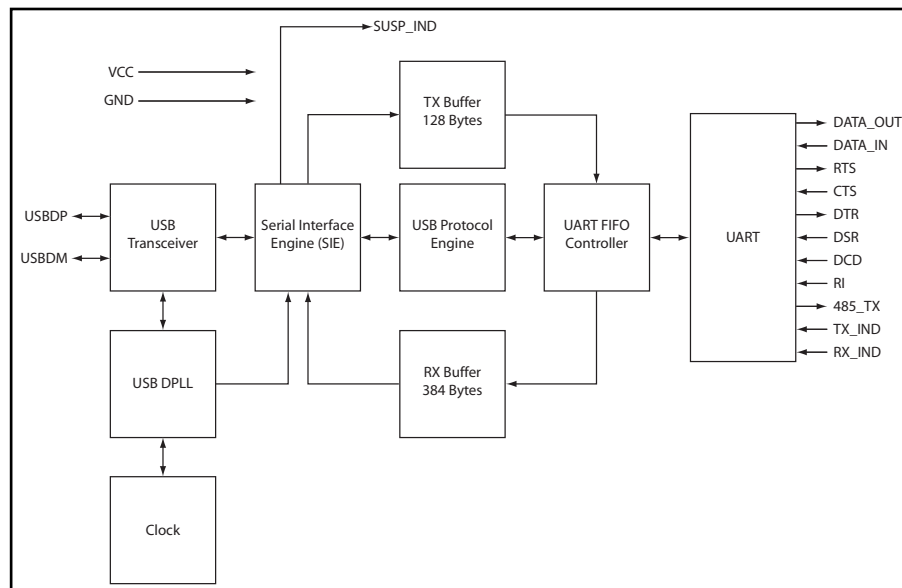 SUSP_IND
VCC
GND
TX Buffer
128 Bytes
DATA_OUT
DATA_IN
RTS
CTS
DTR
DSR
DCD
RI
485_TX
TX_IND
RX_IND
USBDP
USBDM
USB
Transceiver
Serial Interface
Engine (SIE)
USB Protocol
Engine
UART FIFO
Controller
UART
USB DPLL
RX Buffer
384 Bytes
Clock